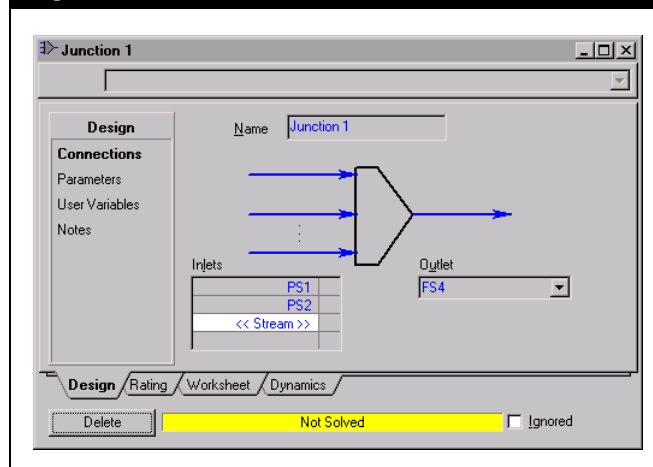 Junction 1
Design
Connections
Parameters
User Variables
Notes
Name Junction 1
Inlets
PS1
PS2
<< Stream >>
Outlet
FS4
Design Rating Worksheet Dynamics
Delete Not Solved Ignored